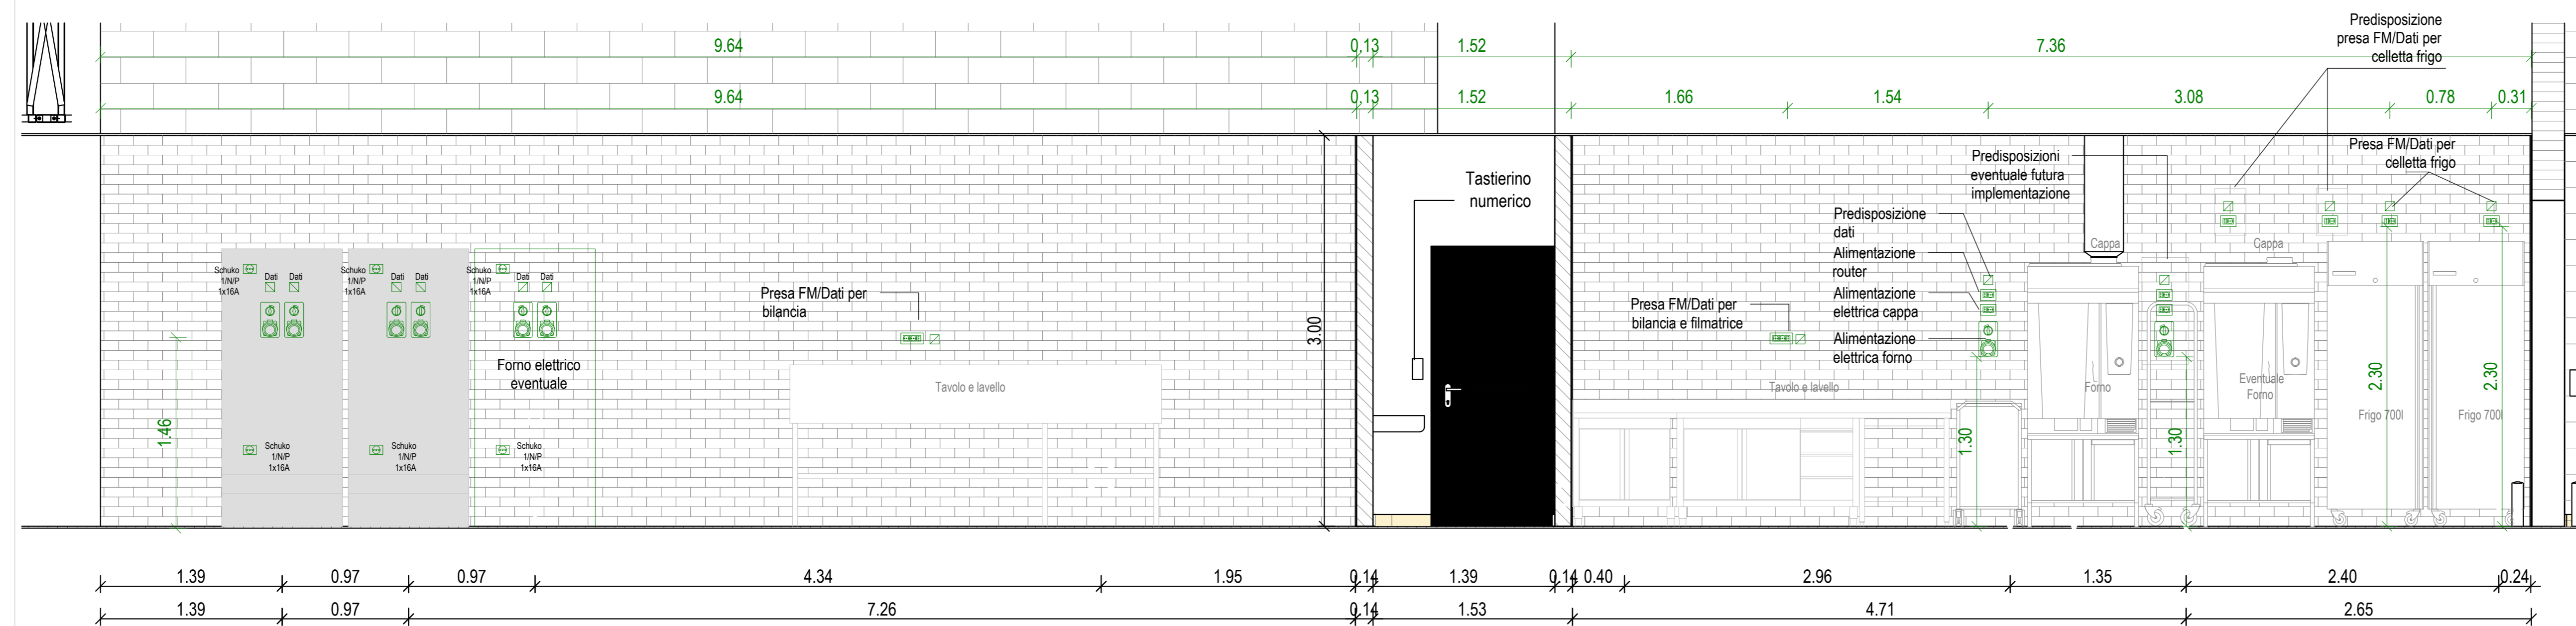 Predisposizione
presa FM/Dati per
celletta frigo
9.64
0.13
1.52
7.36
9.64
0.13
1.52
1.66
1.54
3.08
0.78
0.31
Presa FM/Dati per
celletta frigo
Predisposizioni
eventuale futura
implementazione
Tastierino
numerico
Predisposizione
dati
Alimentazione
router
Alimentazione
elettrica cappa
Alimentazione
elettrica forno
Cappa
Cappa
Schuko
1/N/P
1x16A
Dati
Dati
Schuko
1/N/P
1x16A
Dati
Dati
Schuko
1/N/P
1x16A
Dati
Dati
Presa FM/Dati per
bilancia
Presa FM/Dati per
bilancia e filmatrice
3.00
Forno elettrico
eventuale
Tavolo e lavello
Tavolo e lavello
Forno
Eventuale
Forno
2.30
2.30
Frigo 700l
Frigo 700l
1.46
1.30
1.30
Schuko
1/N/P
1x16A
Schuko
1/N/P
1x16A
Schuko
1/N/P
1x16A
1.39
0.97
0.97
4.34
1.95
0.14
1.39
0.14
0.40
2.96
1.35
2.40
0.24
1.39
0.97
7.26
0.14
1.53
4.71
2.65